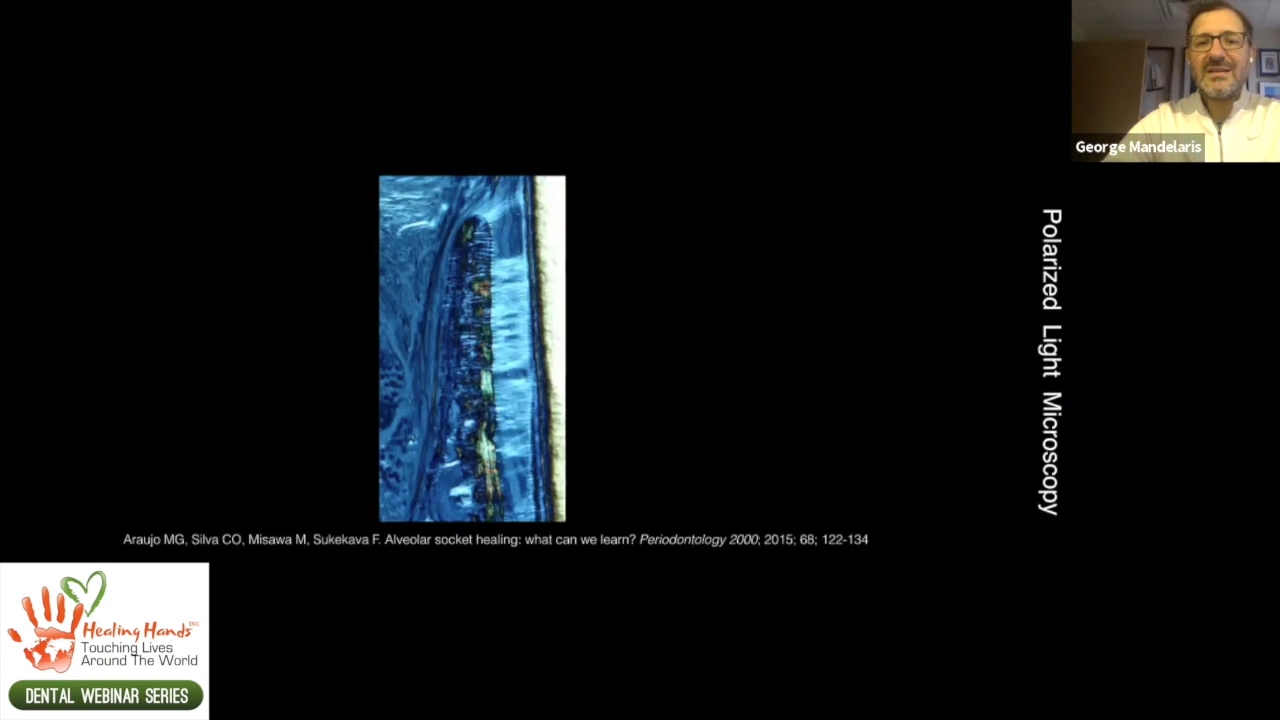 George Mandelaris
Polarized Light Microscopy
Araujo MG, Silva CO, Misawa M, Sukekava F. Alveolar socket healing: what can we learn? Periodontology 2000; 2015; 68; 122-134
Healing Hands INC
Touching Lives
Around The World
DENTAL WEBINAR SERIES